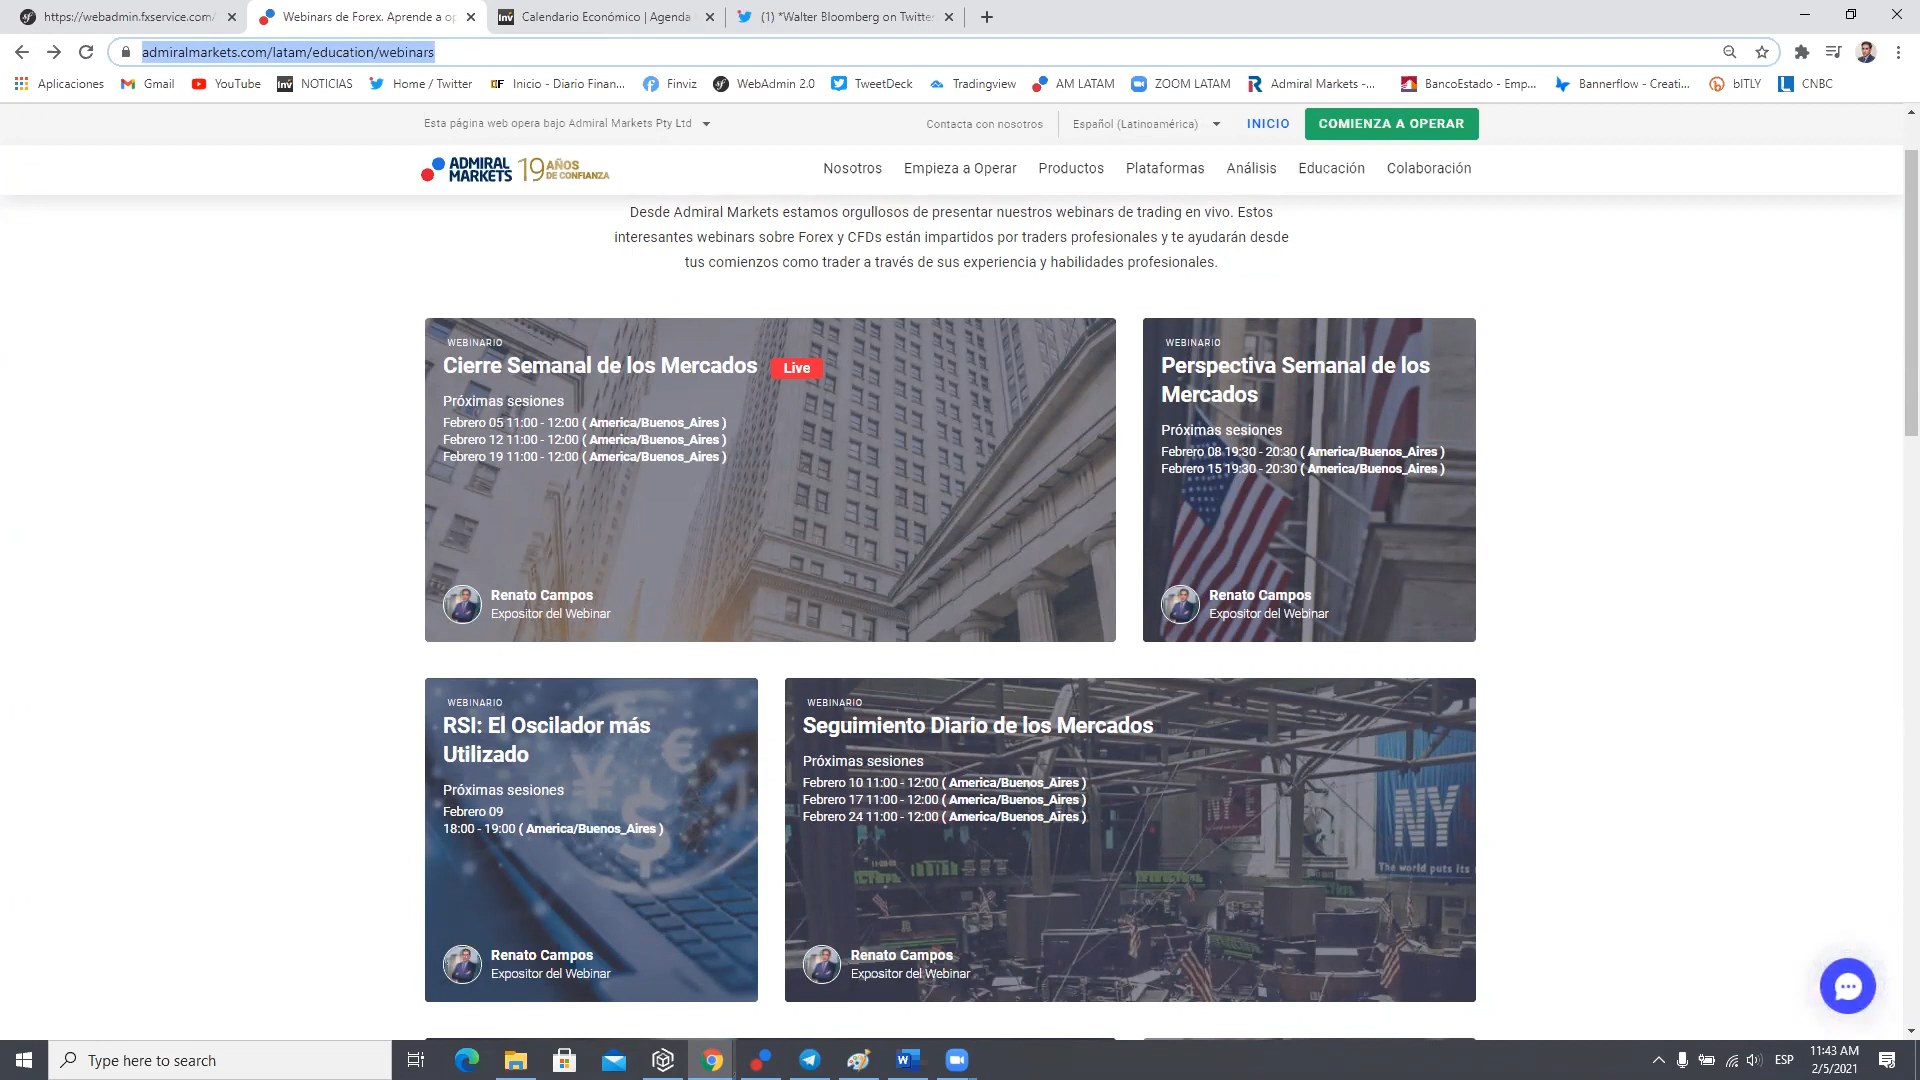 https://webadmin.fxservice.com/
Webinars de Forex. Aprende a op
Calendario Económico | Agenda
(1) *Walter Bloomberg on Twitter
admiralmarkets.com/latam/education/webinars
Aplicaciones
Gmail
YouTube
Inv NOTICIAS
Home / Twitter
DF Inicio - Diario Finan...
Finviz
WebAdmin 2.0
TweetDeck
Tradingview
AM LATAM
ZOOM LATAM
Admiral Markets -...
BancoEstado - Emp...
Bannerflow - Creati...
bITLY
CNBC
Esta página web opera bajo Admiral Markets Pty Ltd
Contacta con nosotros
Español (Latinoamérica)
INICIO
COMIENZA A OPERAR
ADMIRAL MARKETS
19 AÑOS DE CONFIANZA
Nosotros
Empieza a Operar
Productos
Plataformas
Análisis
Educación
Colaboración
Desde Admiral Markets estamos orgullosos de presentar nuestros webinars de trading en vivo. Estos
interesantes webinars sobre Forex y CFDs están impartidos por traders profesionales y te ayudarán desde
tus comienzos como trader a través de sus experiencia y habilidades profesionales.
WEBINARIO
Cierre Semanal de los Mercados Live
Próximas sesiones
Febrero 05 11:00 - 12:00 ( America/Buenos_Aires )
Febrero 12 11:00 - 12:00 ( America/Buenos_Aires )
Febrero 19 11:00 - 12:00 ( America/Buenos_Aires )
Renato Campos
Expositor del Webinar
WEBINARIO
Perspectiva Semanal de los
Mercados
Próximas sesiones
Febrero 08 19:30 - 20:30 ( America/Buenos_Aires )
Febrero 15 19:30 - 20:30 ( America/Buenos_Aires )
Renato Campos
Expositor del Webinar
WEBINARIO
RSI: El Oscilador más
Utilizado
Próximas sesiones
Febrero 09
18:00 - 19:00 ( America/Buenos_Aires )
Renato Campos
Expositor del Webinar
WEBINARIO
Seguimiento Diario de los Mercados
Próximas sesiones
Febrero 10 11:00 - 12:00 ( America/Buenos_Aires )
Febrero 17 11:00 - 12:00 ( America/Buenos_Aires )
Febrero 24 11:00 - 12:00 ( America/Buenos_Aires )
NYSE
NYS
The world puts its
Renato Campos
Expositor del Webinar
Type here to search
ESP
11:43 AM
2/5/2021